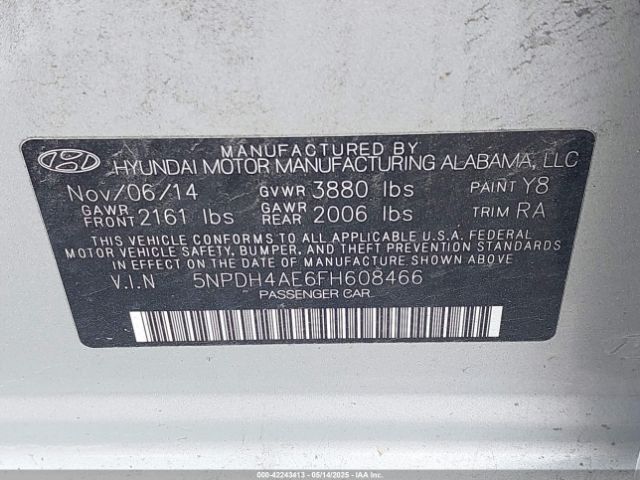 MANUFACTURED BY
HYUNDAI MOTOR MANUFACTURING ALABAMA, LLC
Nov/06/14 GVWR 3880 lbs PAINT Y8
GAWR FRONT 2161 lbs GAWR REAR 2006 lbs TRIM RA
THIS VEHICLE CONFORMS TO ALL APPLICABLE U.S.A. FEDERAL
MOTOR VEHICLE SAFETY, BUMPER, AND THEFT PREVENTION
STANDARDS IN EFFECT ON THE DATE OF MANUFACTURE SHOWN ABOVE
V.I.N 5NPDH4AE6FH608466
PASSENGER CAR
000-42243413 - 05/14/2025 - IAAI.COM